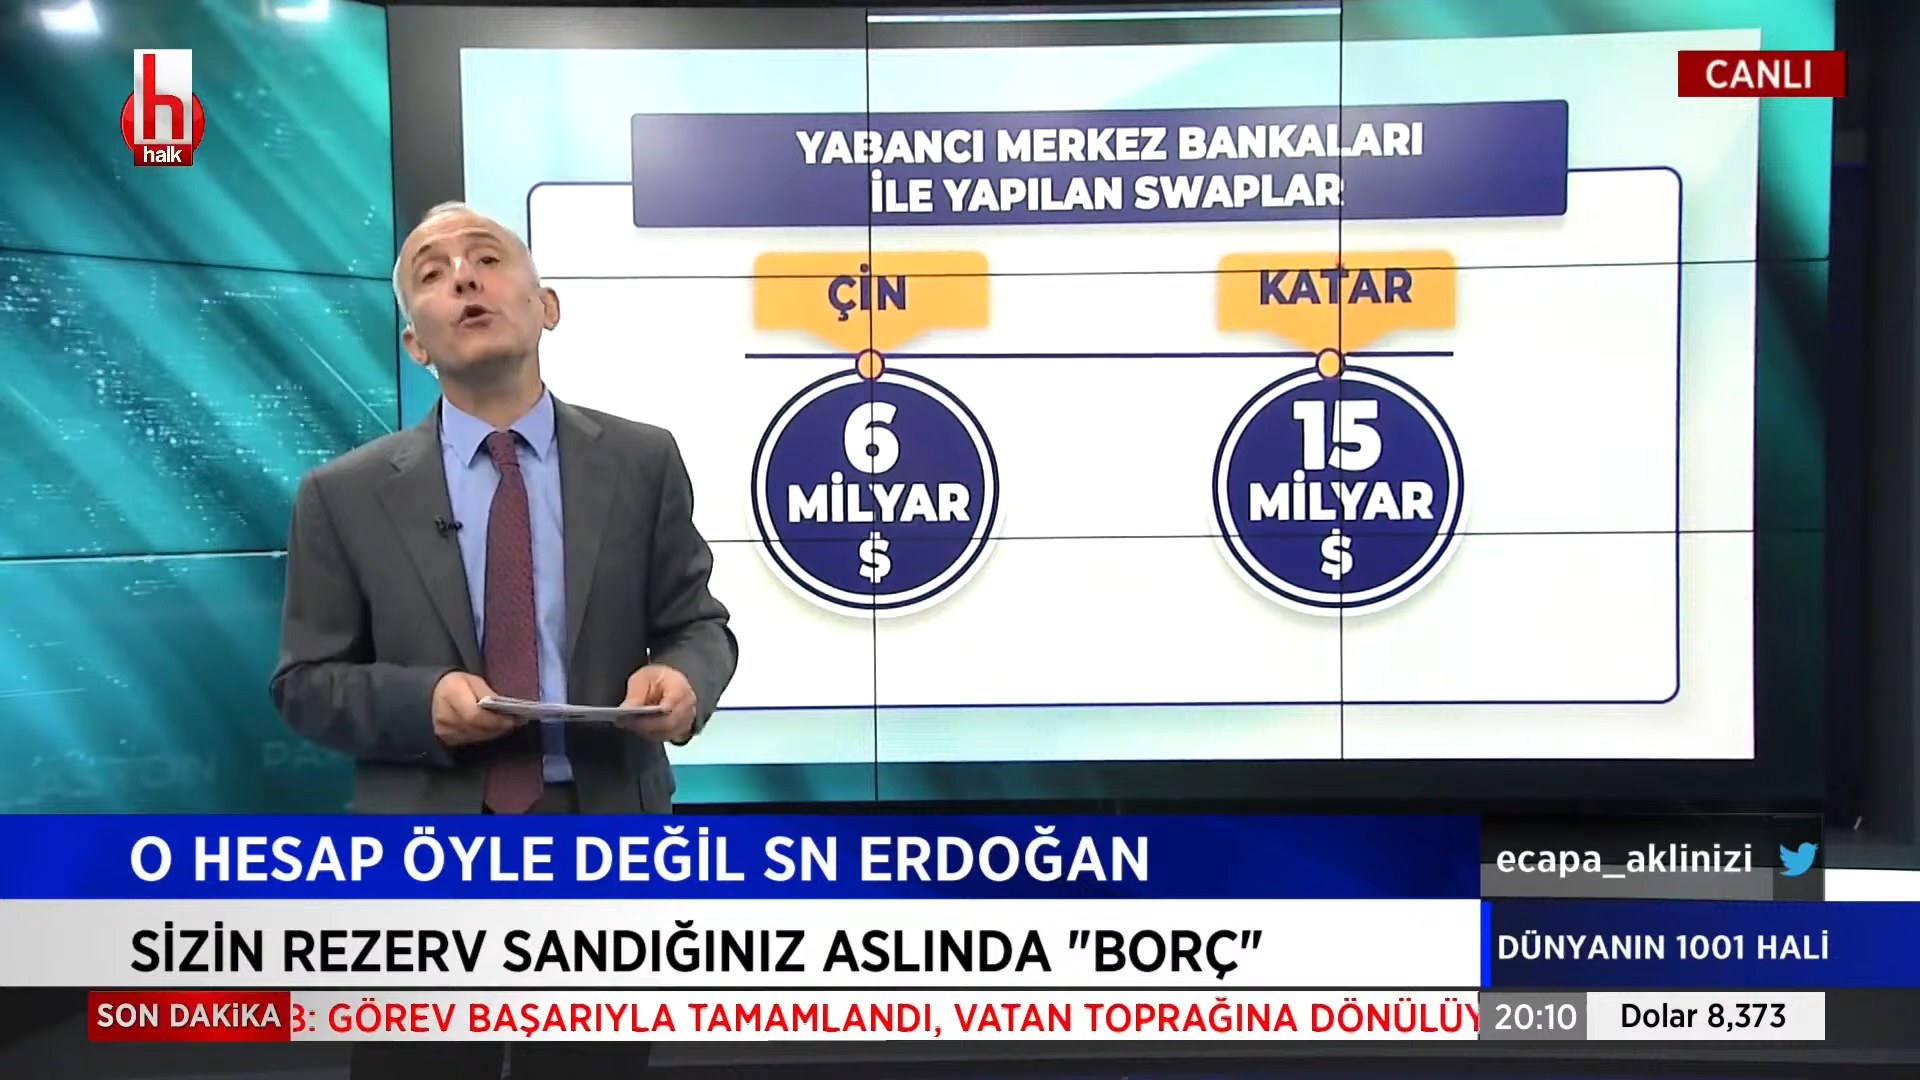 h
halk
CANLI
YABANCI MERKEZ BANKALARI
İLE YAPILAN SWAPLAR
ÇİN
KATAR
6
MİLYAR
$
15
MİLYAR
$
O HESAP ÖYLE DEĞİL SN ERDOĞAN
ecapa_aklinizi
SİZİN REZERV SANDIĞINIZ ASLINDA "BORÇ"
DÜNYANIN 1001 HALİ
SON DAKİKA
B: GÖREV BAŞARIYLA TAMAMLANDI, VATAN TOPRAĞINA DÖNÜLÜY
20:10
Dolar 8,373